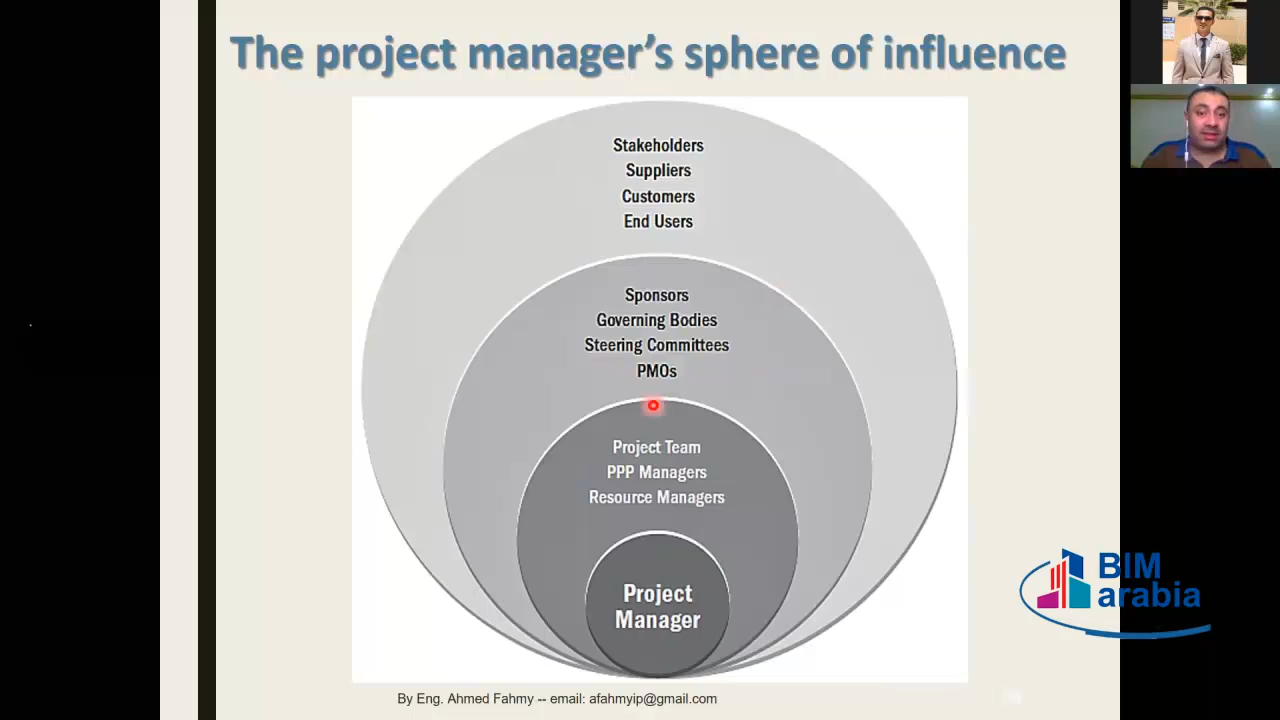 The project manager's sphere of influence
Stakeholders
Suppliers
Customers
End Users
Sponsors
Governing Bodies
Steering Committees
PMOs
Project Team
PPP Managers
Resource Managers
Project
Manager
BIM
arabia
By Eng. Ahmed Fahmy -- email: afahmyip@gmail.com